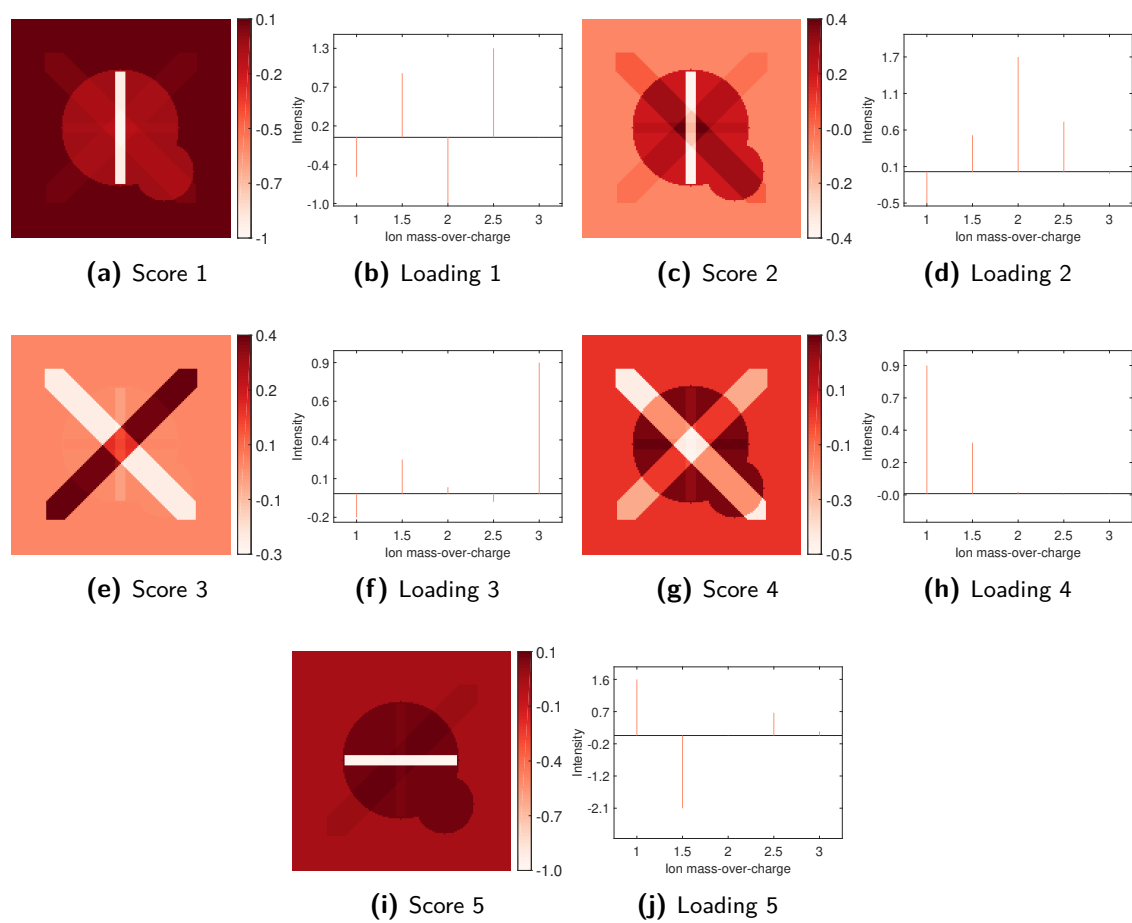 0.1
-0.2
-0.5
-0.7
-1
Intensity
1.3
0.7
0.2
-0.4
-1.0
1 1.5 2 2.5 3
Ion mass-over-charge
0.4
0.2
-0.0
-0.2
-0.4
Intensity
1.7
1.1
0.6
0.1
-0.5
1 1.5 2 2.5 3
Ion mass-over-charge
(a) Score 1
(b) Loading 1
(c) Score 2
(d) Loading 2
0.4
0.2
0.1
-0.1
-0.3
Intensity
0.9
0.6
0.4
0.1
-0.2
1 1.5 2 2.5 3
Ion mass-over-charge
0.3
0.1
-0.1
-0.3
-0.5
Intensity
0.9
0.7
0.4
0.2
-0.0
1 1.5 2 2.5 3
Ion mass-over-charge
(e) Score 3
(f) Loading 3
(g) Score 4
(h) Loading 4
0.1
-0.1
-0.4
-0.7
-1.0
Intensity
1.6
0.7
-0.2
-1.2
-2.1
1 1.5 2 2.5 3
Ion mass-over-charge
(i) Score 5
(j) Loading 5